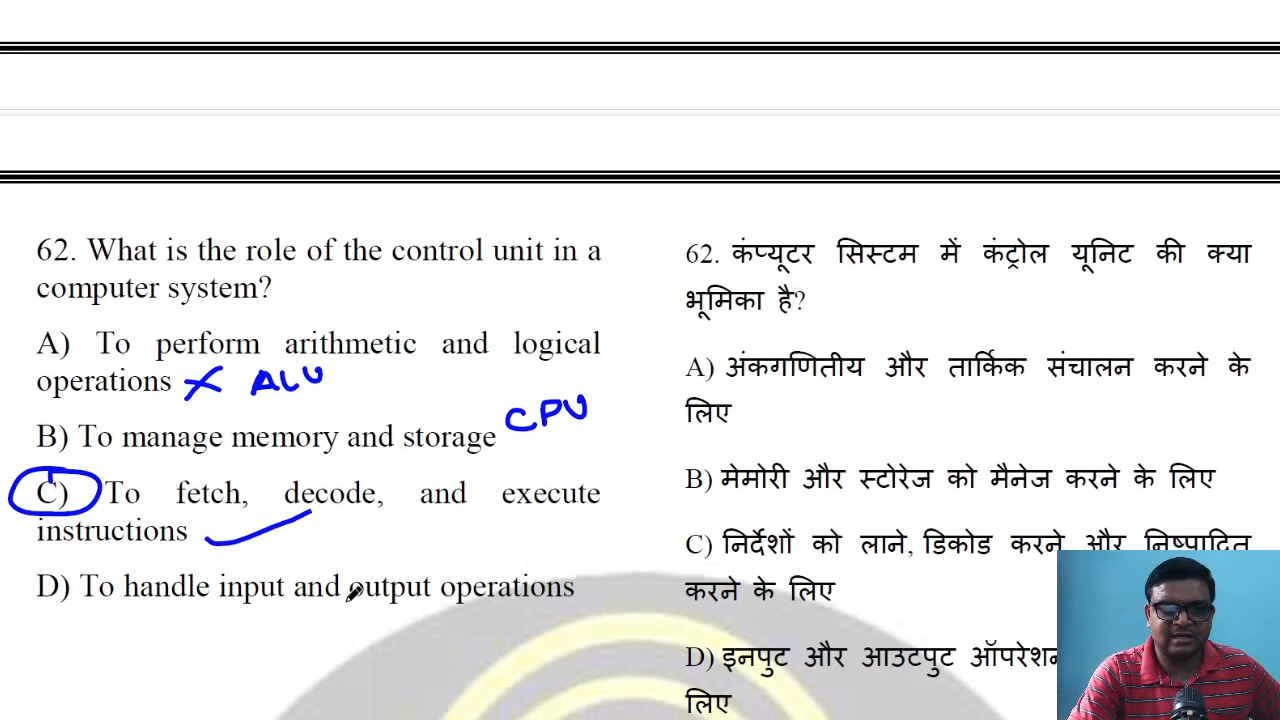 62. What is the role of the control unit in a
computer system?
A) To perform arithmetic and logical
operations X ALU
CPU
B) To manage memory and storage
C) To fetch, decode, and execute
instructions
D) To handle input and output operations
62. कंप्यूटर सिस्टम में कंट्रोल यूनिट की क्या
भूमिका है?
A) अंकगणितीय और तार्किक संचालन करने के
लिए
B) मेमोरी और स्टोरेज को मैनेज करने के लिए
C) निर्देशों को लाने, डिकोड करने और निष्पादित
करने के लिए
D) इनपुट और आउटपुट ऑपरेशन
लिए